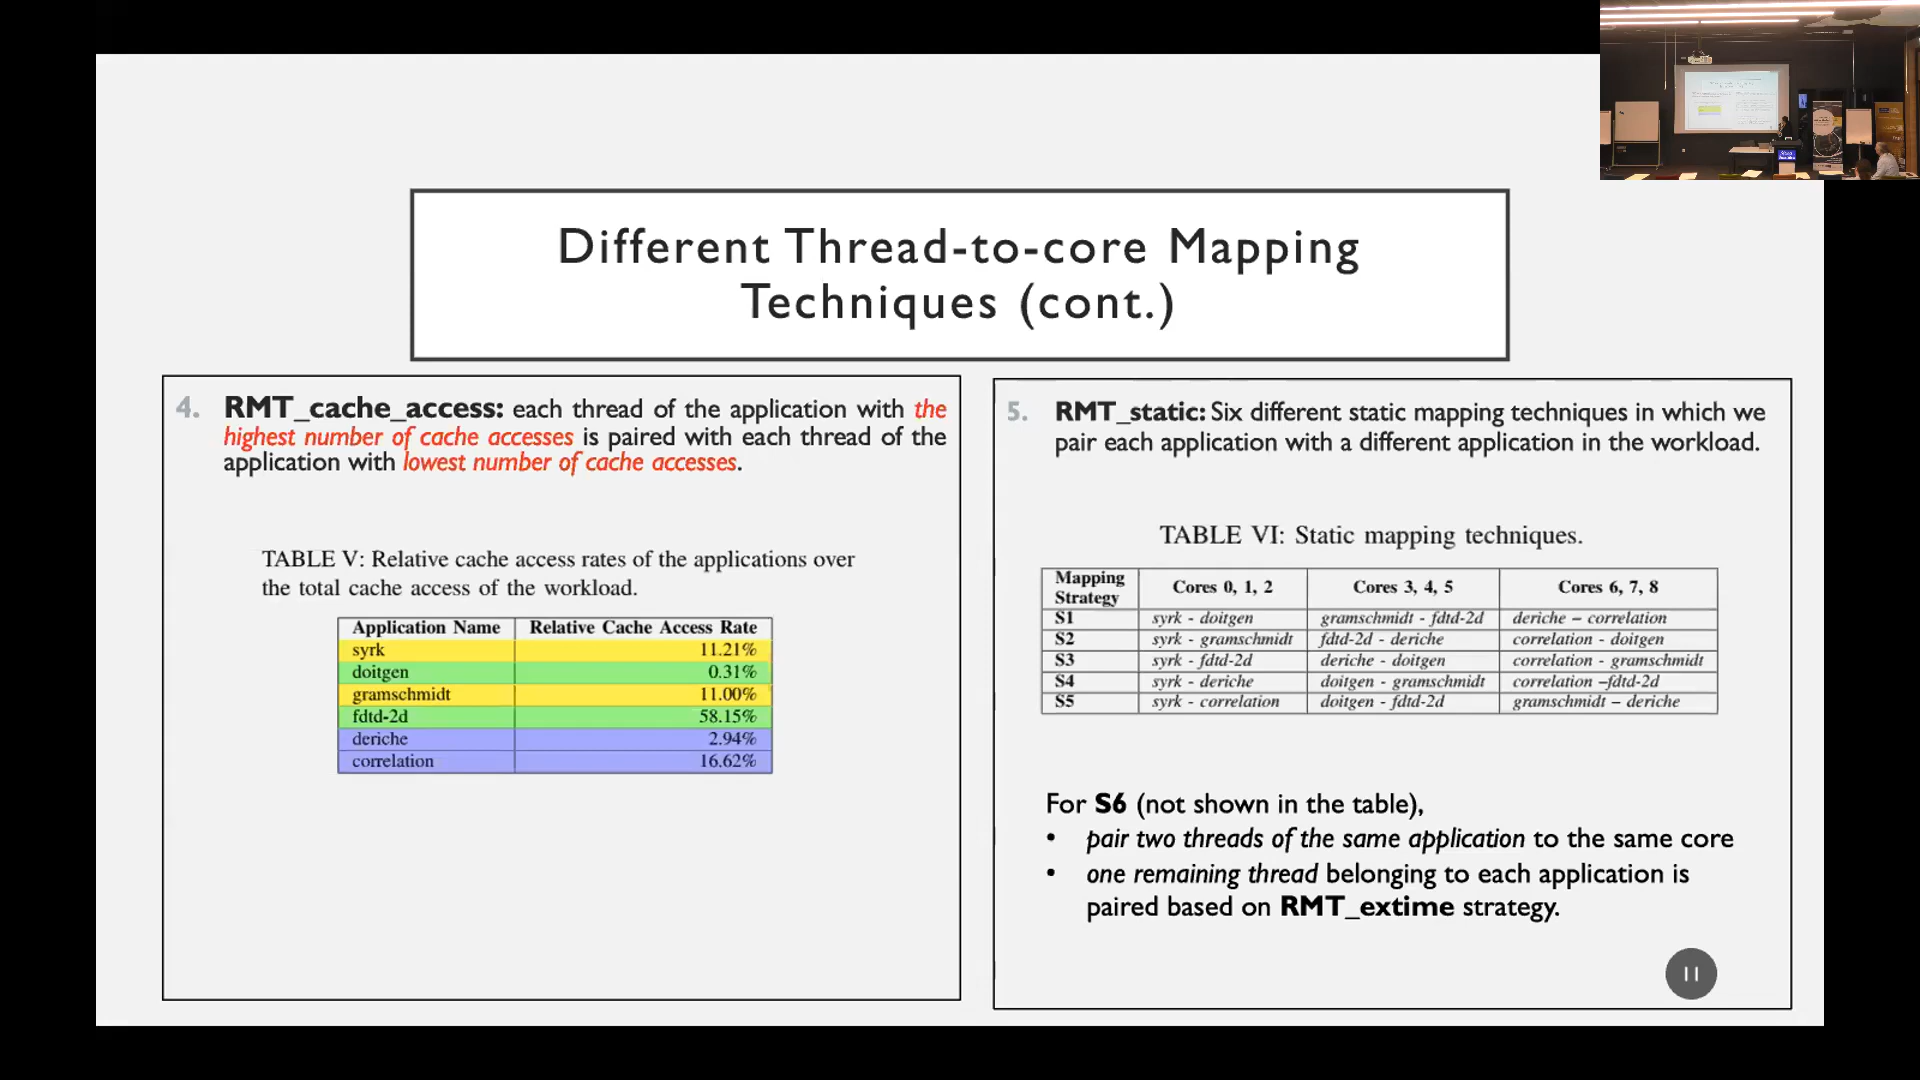 Different Thread-to-core Mapping
Techniques (cont.)
4. RMT_cache_access: each thread of the application with the
highest number of cache accesses is paired with each thread of the
application with lowest number of cache accesses.
TABLE V: Relative cache access rates of the applications over
the total cache access of the workload.
Application Name Relative Cache Access Rate
syrk 11.21%
doitgen 0.31%
gramschmidt 11.00%
fdtd-2d 58.15%
deriche 2.94%
correlation 16.62%
5. RMT_static: Six different static mapping techniques in which we
pair each application with a different application in the workload.
TABLE VI: Static mapping techniques.
Mapping
Strategy Cores 0, 1, 2 Cores 3, 4, 5 Cores 6, 7, 8
S1 syrk - doitgen gramschmidt - fdtd-2d deriche – correlation
S2 syrk - gramschmidt fdtd-2d - deriche correlation - doitgen
S3 syrk - fdtd-2d deriche - doitgen correlation - gramschmidt
S4 syrk - deriche doitgen - gramschmidt correlation –fdtd-2d
S5 syrk - correlation doitgen - fdtd-2d gramschmidt – deriche
For S6 (not shown in the table),
• pair two threads of the same application to the same core
• one remaining thread belonging to each application is
paired based on RMT_extime strategy.
11